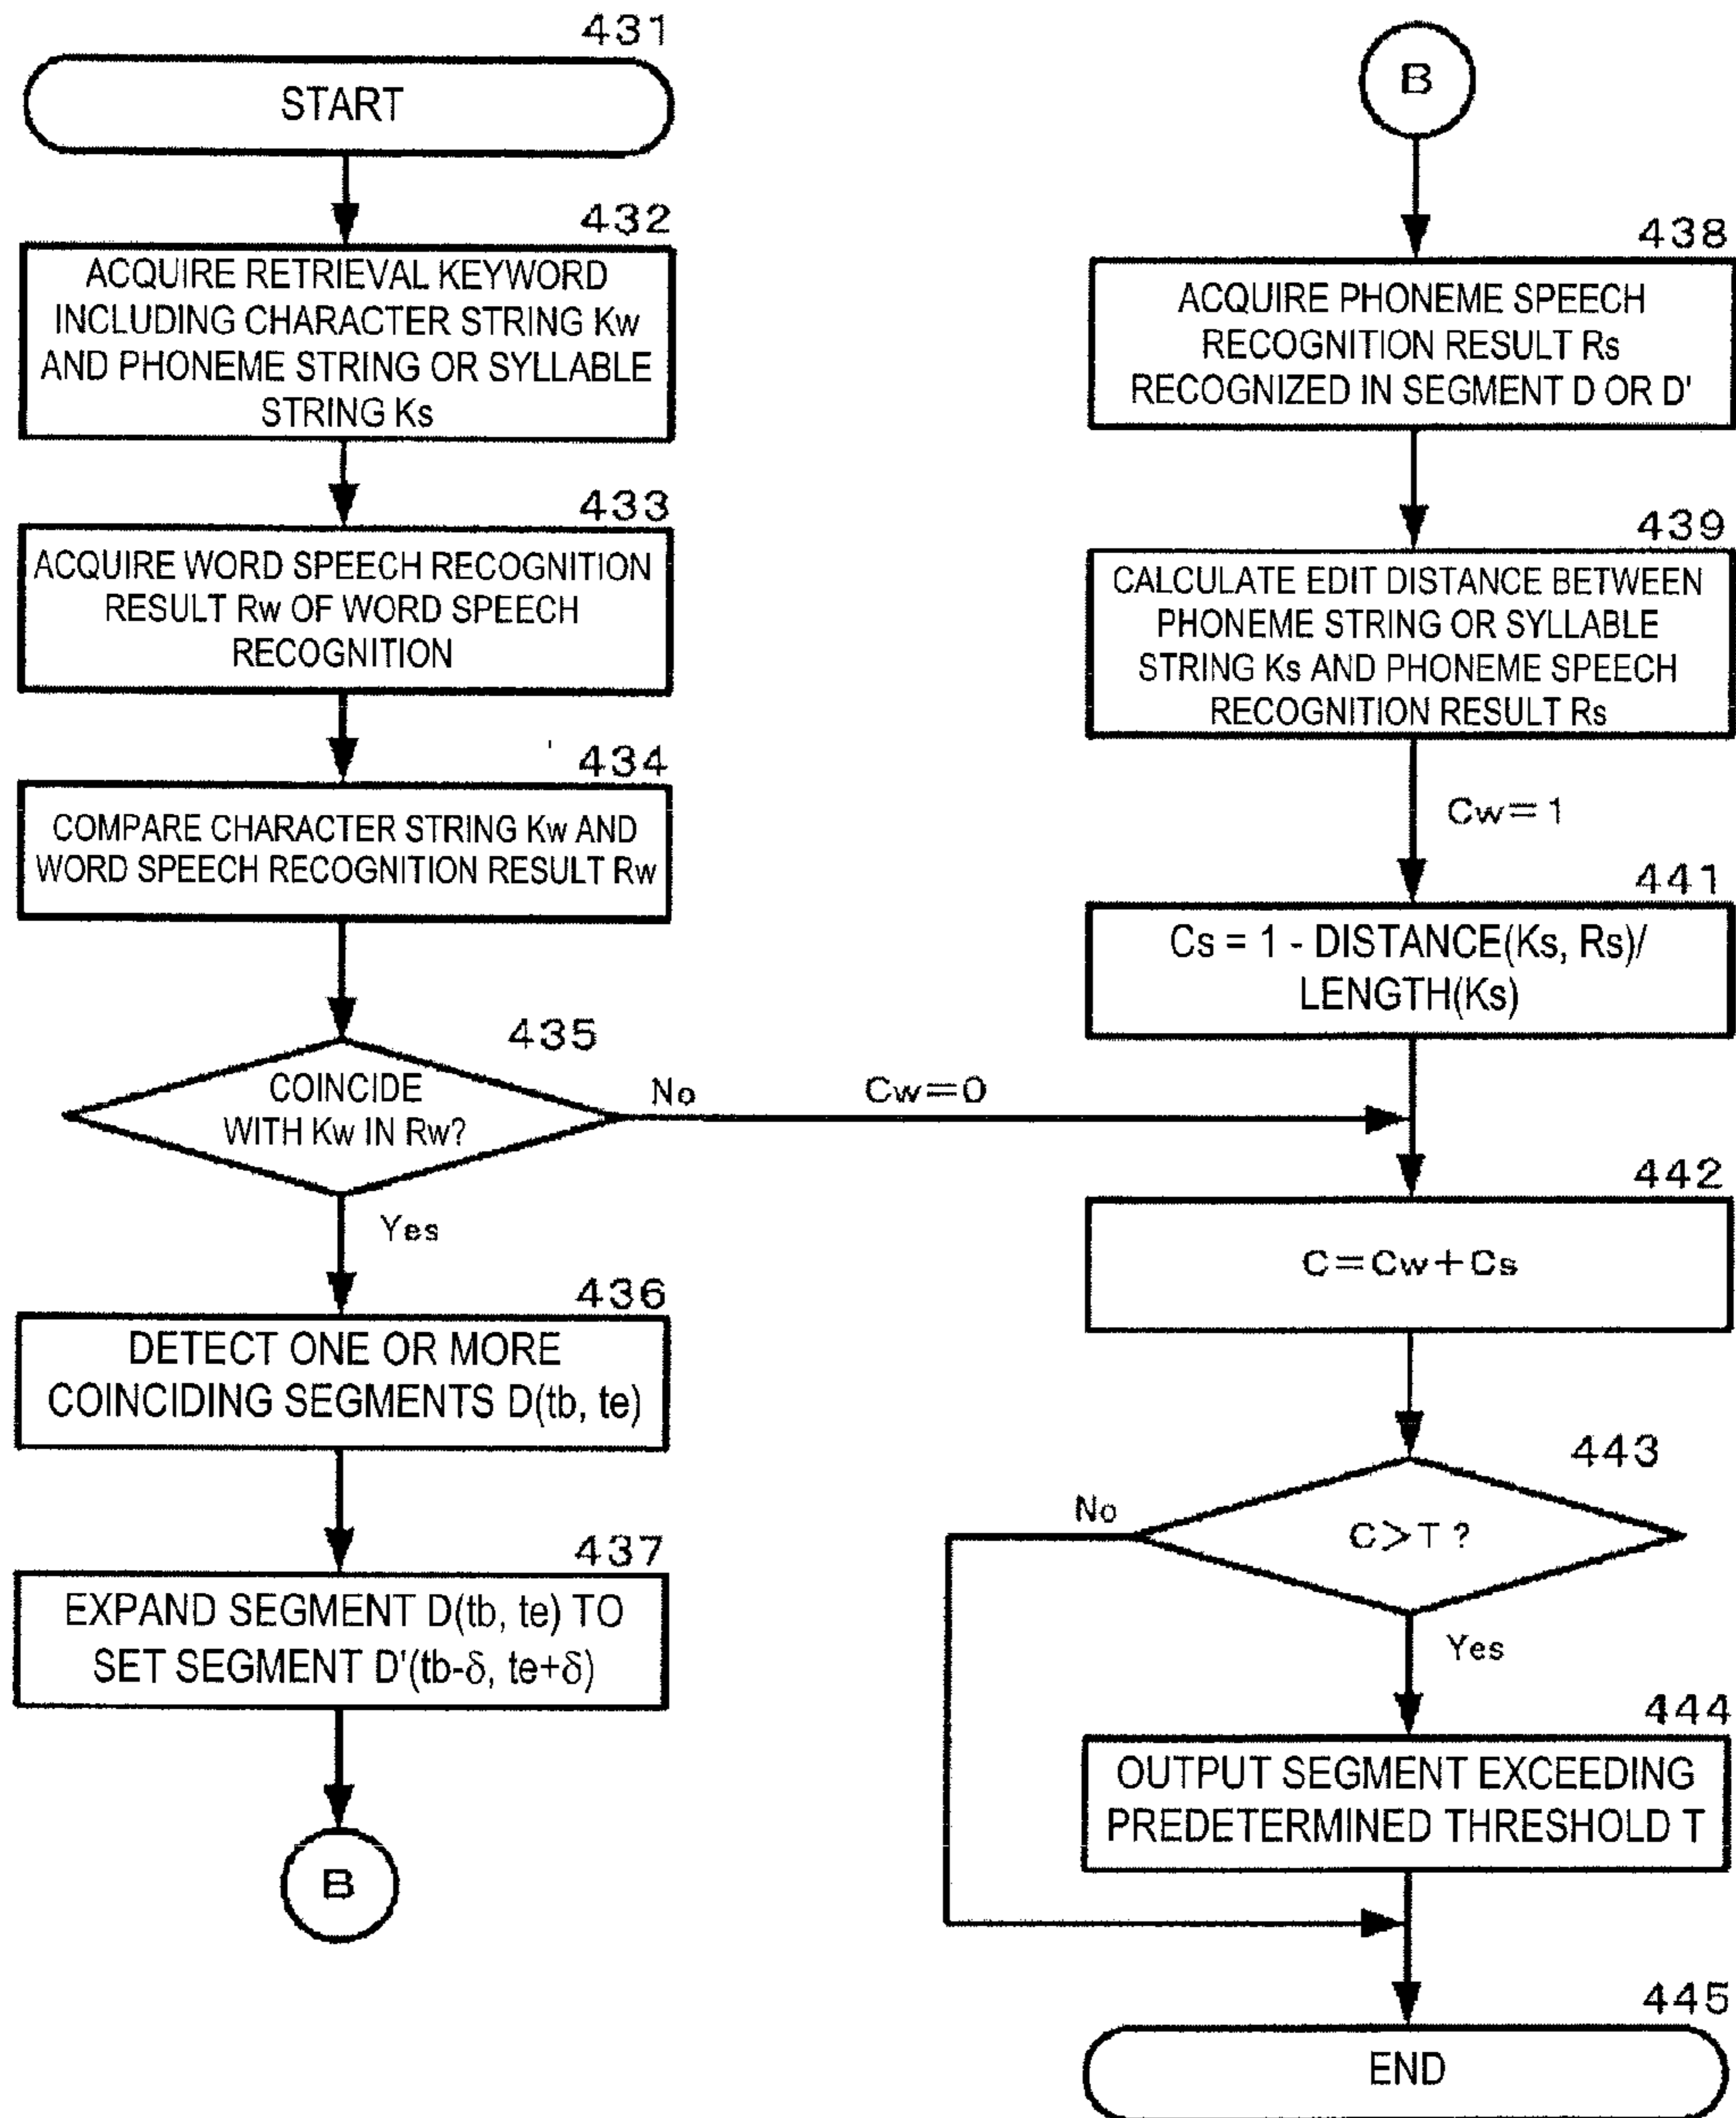 431
START
432
ACQUIRE RETRIEVAL KEYWORD
INCLUDING CHARACTER STRING Kw
AND PHONEME STRING OR SYLLABLE
STRING Ks
433
ACQUIRE WORD SPEECH RECOGNITION
RESULT Rw OF WORD SPEECH
RECOGNITION
434
COMPARE CHARACTER STRING Kw AND
WORD SPEECH RECOGNITION RESULT Rw
435
COINCIDE
WITH Kw IN Rw?
No
Cw=0
Yes
436
DETECT ONE OR MORE
COINCIDING SEGMENTS D(tb, te)
437
EXPAND SEGMENT D(tb, te) TO
SET SEGMENT D'(tb-δ, te+δ)
B
B
438
ACQUIRE PHONEME SPEECH
RECOGNITION RESULT Rs
RECOGNIZED IN SEGMENT D OR D'
439
CALCULATE EDIT DISTANCE BETWEEN
PHONEME STRING OR SYLLABLE
STRING Ks AND PHONEME SPEECH
RECOGNITION RESULT Rs
Cw=1
441
Cs = 1 - DISTANCE(Ks, Rs)/
LENGTH(Ks)
442
C=Cw+Cs
443
C>T ?
No
Yes
444
OUTPUT SEGMENT EXCEEDING
PREDETERMINED THRESHOLD T
445
END